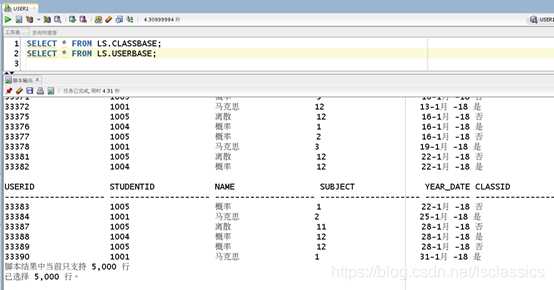 USER1
4.30999994 秒
USER1
工作表 查询构建器
1 SELECT * FROM LS.CLASSBASE;
2 SELECT * FROM LS.USERBASE;
3
脚本输出
任务已完成, 用时 4.31 秒
33372 1001 马克思 12 13-1月 -18 是
33375 1005 离散 12 16-1月 -18 否
33376 1004 概率 1 16-1月 -18 是
33377 1005 概率 2 16-1月 -18 否
33378 1001 马克思 3 19-1月 -18 是
33381 1005 离散 12 22-1月 -18 否
33382 1004 概率 12 22-1月 -18 是
USERID STUDENTID NAME SUBJECT YEAR_DATE CLASSID
33383 1005 概率 1 22-1月 -18 否
33384 1001 马克思 2 25-1月 -18 是
33387 1005 离散 11 28-1月 -18 否
33388 1004 概率 12 28-1月 -18 是
33389 1005 概率 12 28-1月 -18 否
33390 1001 马克思 1 31-1月 -18 是
脚本结果中当前只支持 5,000 行
已选择 5,000 行。
https://blog.csdn.net/lsclassics